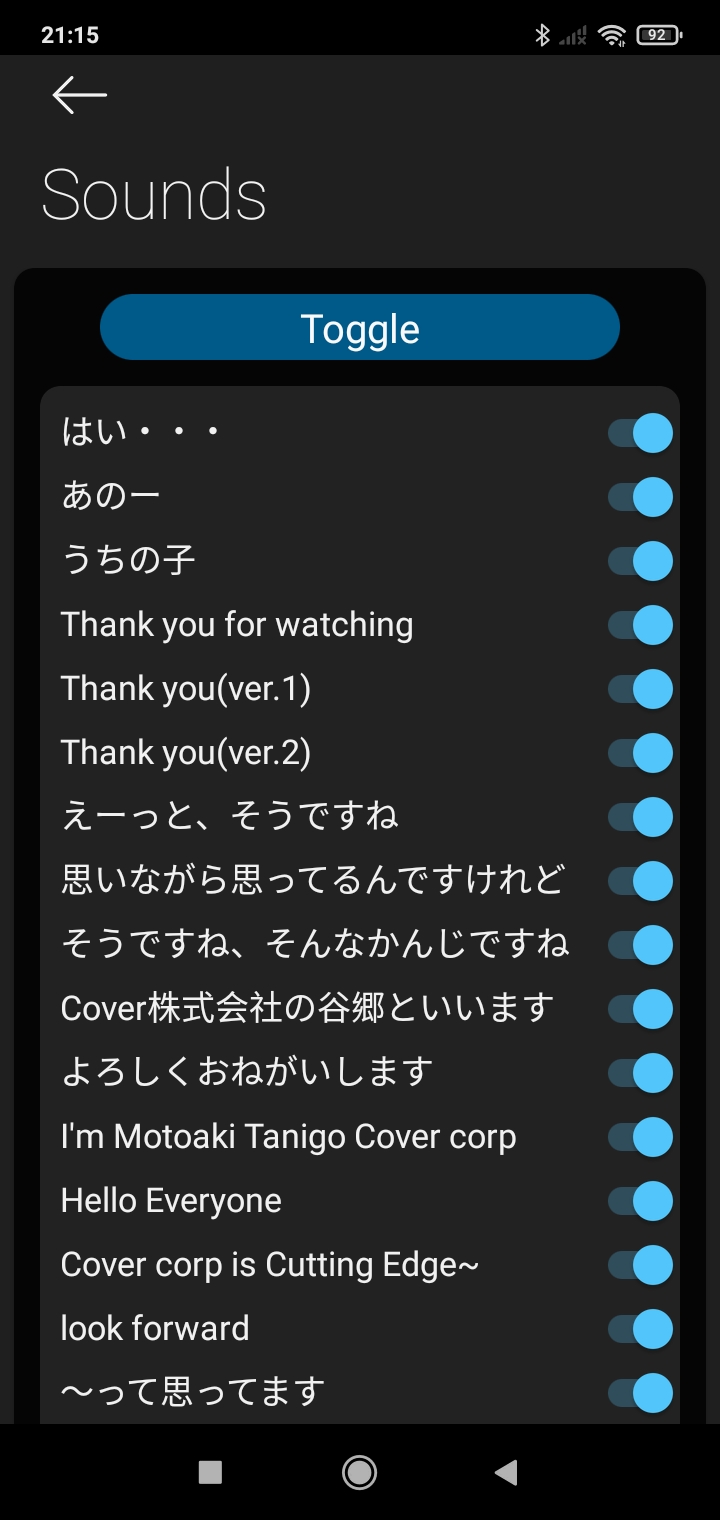 21:15
92
Sounds
Toggle
はい・・・
あのー
うちの子
Thank you for watching
Thank you(ver.1)
Thank you(ver.2)
えーっと、そうですね
思いながら思ってるんですけれど
そうですね、そんなかんじですね
Cover株式会社の谷郷といいます
よろしくおねがいします
I'm Motoaki Tanigo Cover corp
Hello Everyone
Cover corp is Cutting Edge~
look forward
～って思ってます